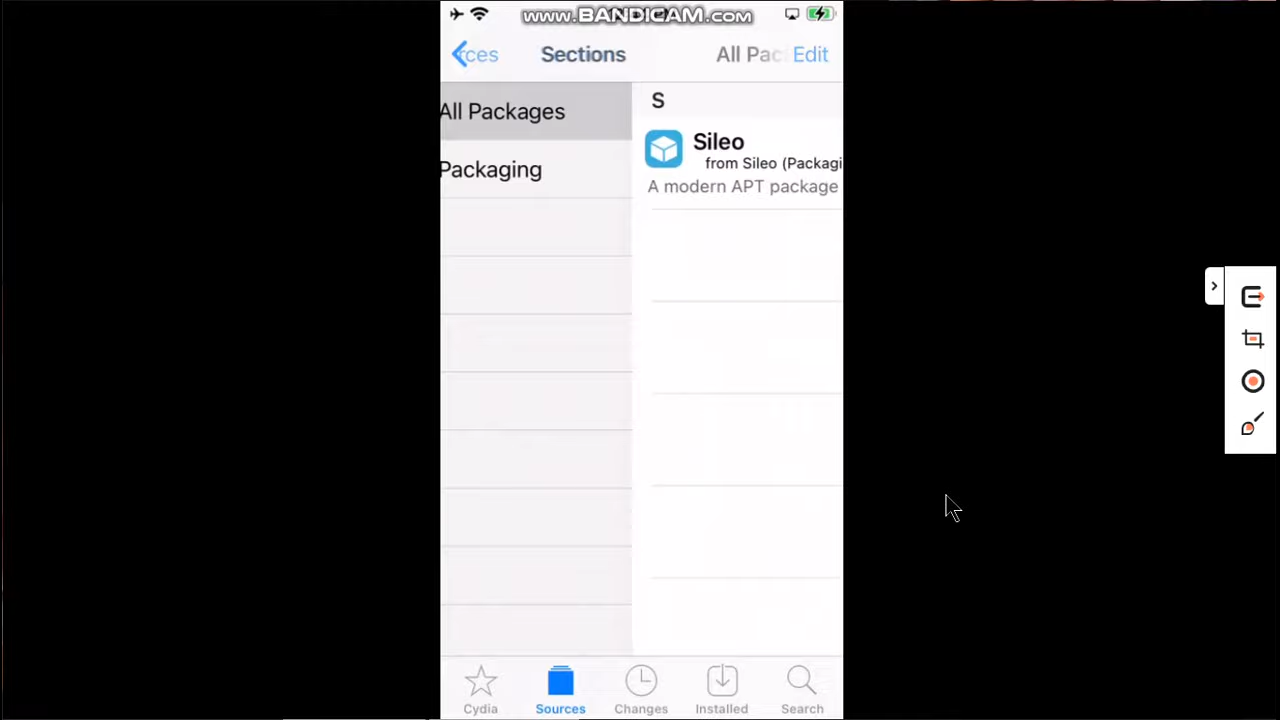 www.BANDICAM.com
rces
Sections
All Pac
Edit
All Packages
Packaging
S
Sileo
from Sileo (Packagi
A modern APT package
Cydia
Sources
Changes
Installed
Search